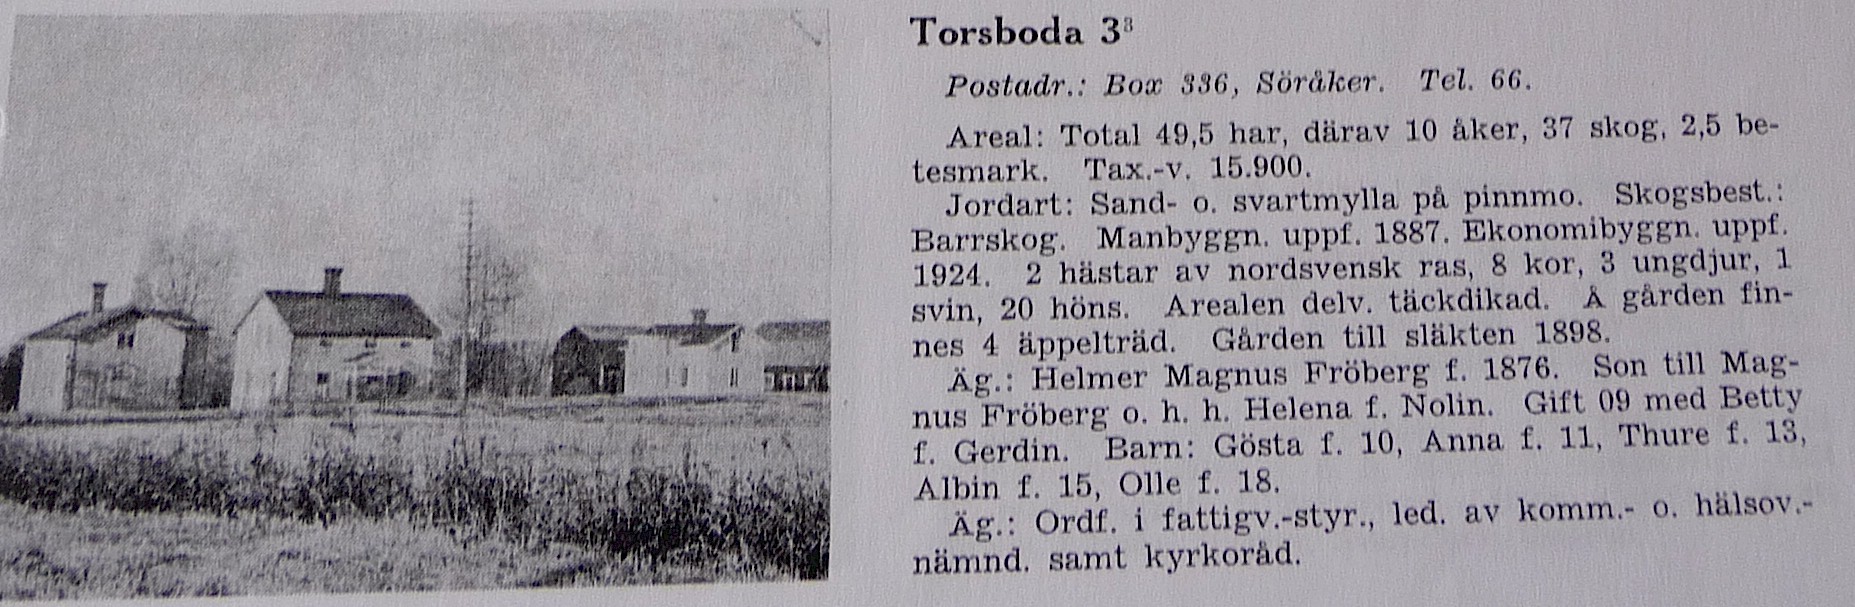 Torsboda 3³
Postadr.: Box 336, Söråker. Tel. 66.
Areal: Total 49,5 har, därav 10 åker, 37 skog, 2,5 be-
tesmark. Tax.-v. 15.900.
Jordart: Sand- o. svartmylla på pinnmo. Skogsbest.:
Barrskog. Manbyggn. uppf. 1887. Ekonomibyggn. uppf.
1924. 2 hästar av nordsvensk ras, 8 kor, 3 ungdjur, 1
svin, 20 höns. Arealen delv. täckdikad. Å gården fin-
nes 4 äppelträd. Gården till släkten 1898.
Äg.: Helmer Magnus Fröberg f. 1876. Son till Mag-
nus Fröberg o. h. h. Helena f. Nolin. Gift 09 med Betty
f. Gerdin. Barn: Gösta f. 10, Anna f. 11, Thure f. 13,
Albin f. 15, Olle f. 18.
Äg.: Ordf. i fattigv.-styr., led. av komm.- o. hälsov.-
nämnd. samt kyrkoråd.